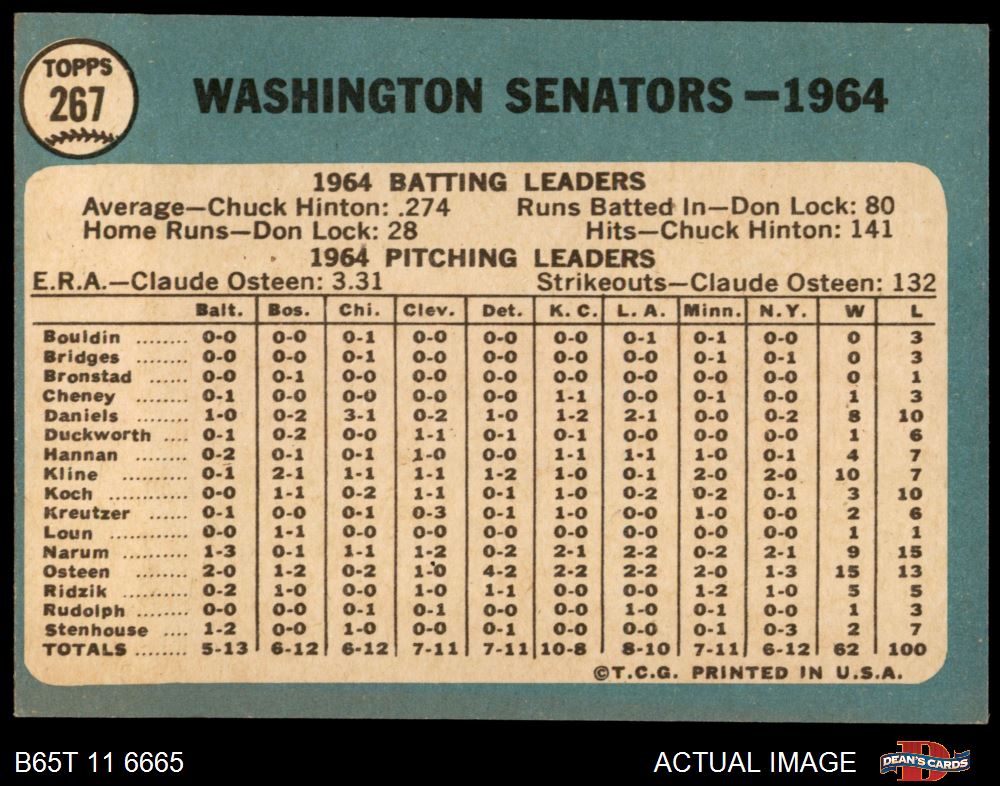 TOPPS
267
WASHINGTON SENATORS—1964
1964 BATTING LEADERS
Average—Chuck Hinton: .274 Runs Batted In—Don Lock: 80
Home Runs—Don Lock: 28 Hits—Chuck Hinton: 141
1964 PITCHING LEADERS
E.R.A.—Claude Osteen: 3.31 Strikeouts—Claude Osteen: 132
Balt. Bos. Chi. Clev. Det. K. C. L. A. Minn. N.Y. W L
Bouldin ........ 0-0 0-0 0-1 0-0 0-0 0-0 0-1 0-1 0-0 0 3
Bridges ........ 0-0 0-0 0-1 0-0 0-0 0-0 0-0 0-1 0-1 0 3
Bronstad ...... 0-0 0-1 0-0 0-0 0-0 0-0 0-0 0-0 0-0 0 1
Cheney ........ 0-1 0-0 0-0 0-0 0-0 1-1 0-0 0-1 0-0 1 3
Daniels ........ 1-0 0-2 3-1 0-2 1-0 1-2 2-1 0-0 0-2 8 10
Duckworth .... 0-1 0-2 0-0 1-1 0-1 0-1 0-0 0-0 0-0 1 6
Hannan ........ 0-2 0-1 0-1 1-0 0-0 1-1 1-1 1-0 0-1 4 7
Kline .......... 0-1 2-1 1-1 1-1 1-2 1-0 0-1 2-0 2-0 10 7
Koch .......... 0-0 1-1 0-2 1-1 0-1 1-0 0-2 0-2 0-1 3 10
Kreutzer ...... 0-1 0-0 0-1 0-3 0-1 1-0 0-0 1-0 0-0 2 6
Loun .......... 0-0 1-1 0-0 0-0 0-0 0-0 0-0 0-0 0-0 1 1
Narum ......... 1-3 0-1 1-1 1-2 0-2 2-1 2-2 0-2 2-1 9 15
Osteen ........ 2-0 1-2 0-2 1-0 4-2 2-2 2-2 2-0 1-3 15 13
Ridzik ........ 0-2 1-0 0-0 1-0 1-1 0-0 0-0 1-2 1-0 5 5
Rudolph ....... 0-0 0-0 0-1 0-1 0-0 0-0 1-0 0-1 0-0 1 3
Stenhouse .... 1-2 0-0 1-0 0-0 0-1 0-0 0-0 0-1 0-3 2 7
TOTALS ........ 5-13 6-12 6-12 7-11 7-11 10-8 8-10 7-11 6-12 62 100
©T.C.G. PRINTED IN U.S.A.
B65T 11 6665 ACTUAL IMAGE DEAN'S CARDS